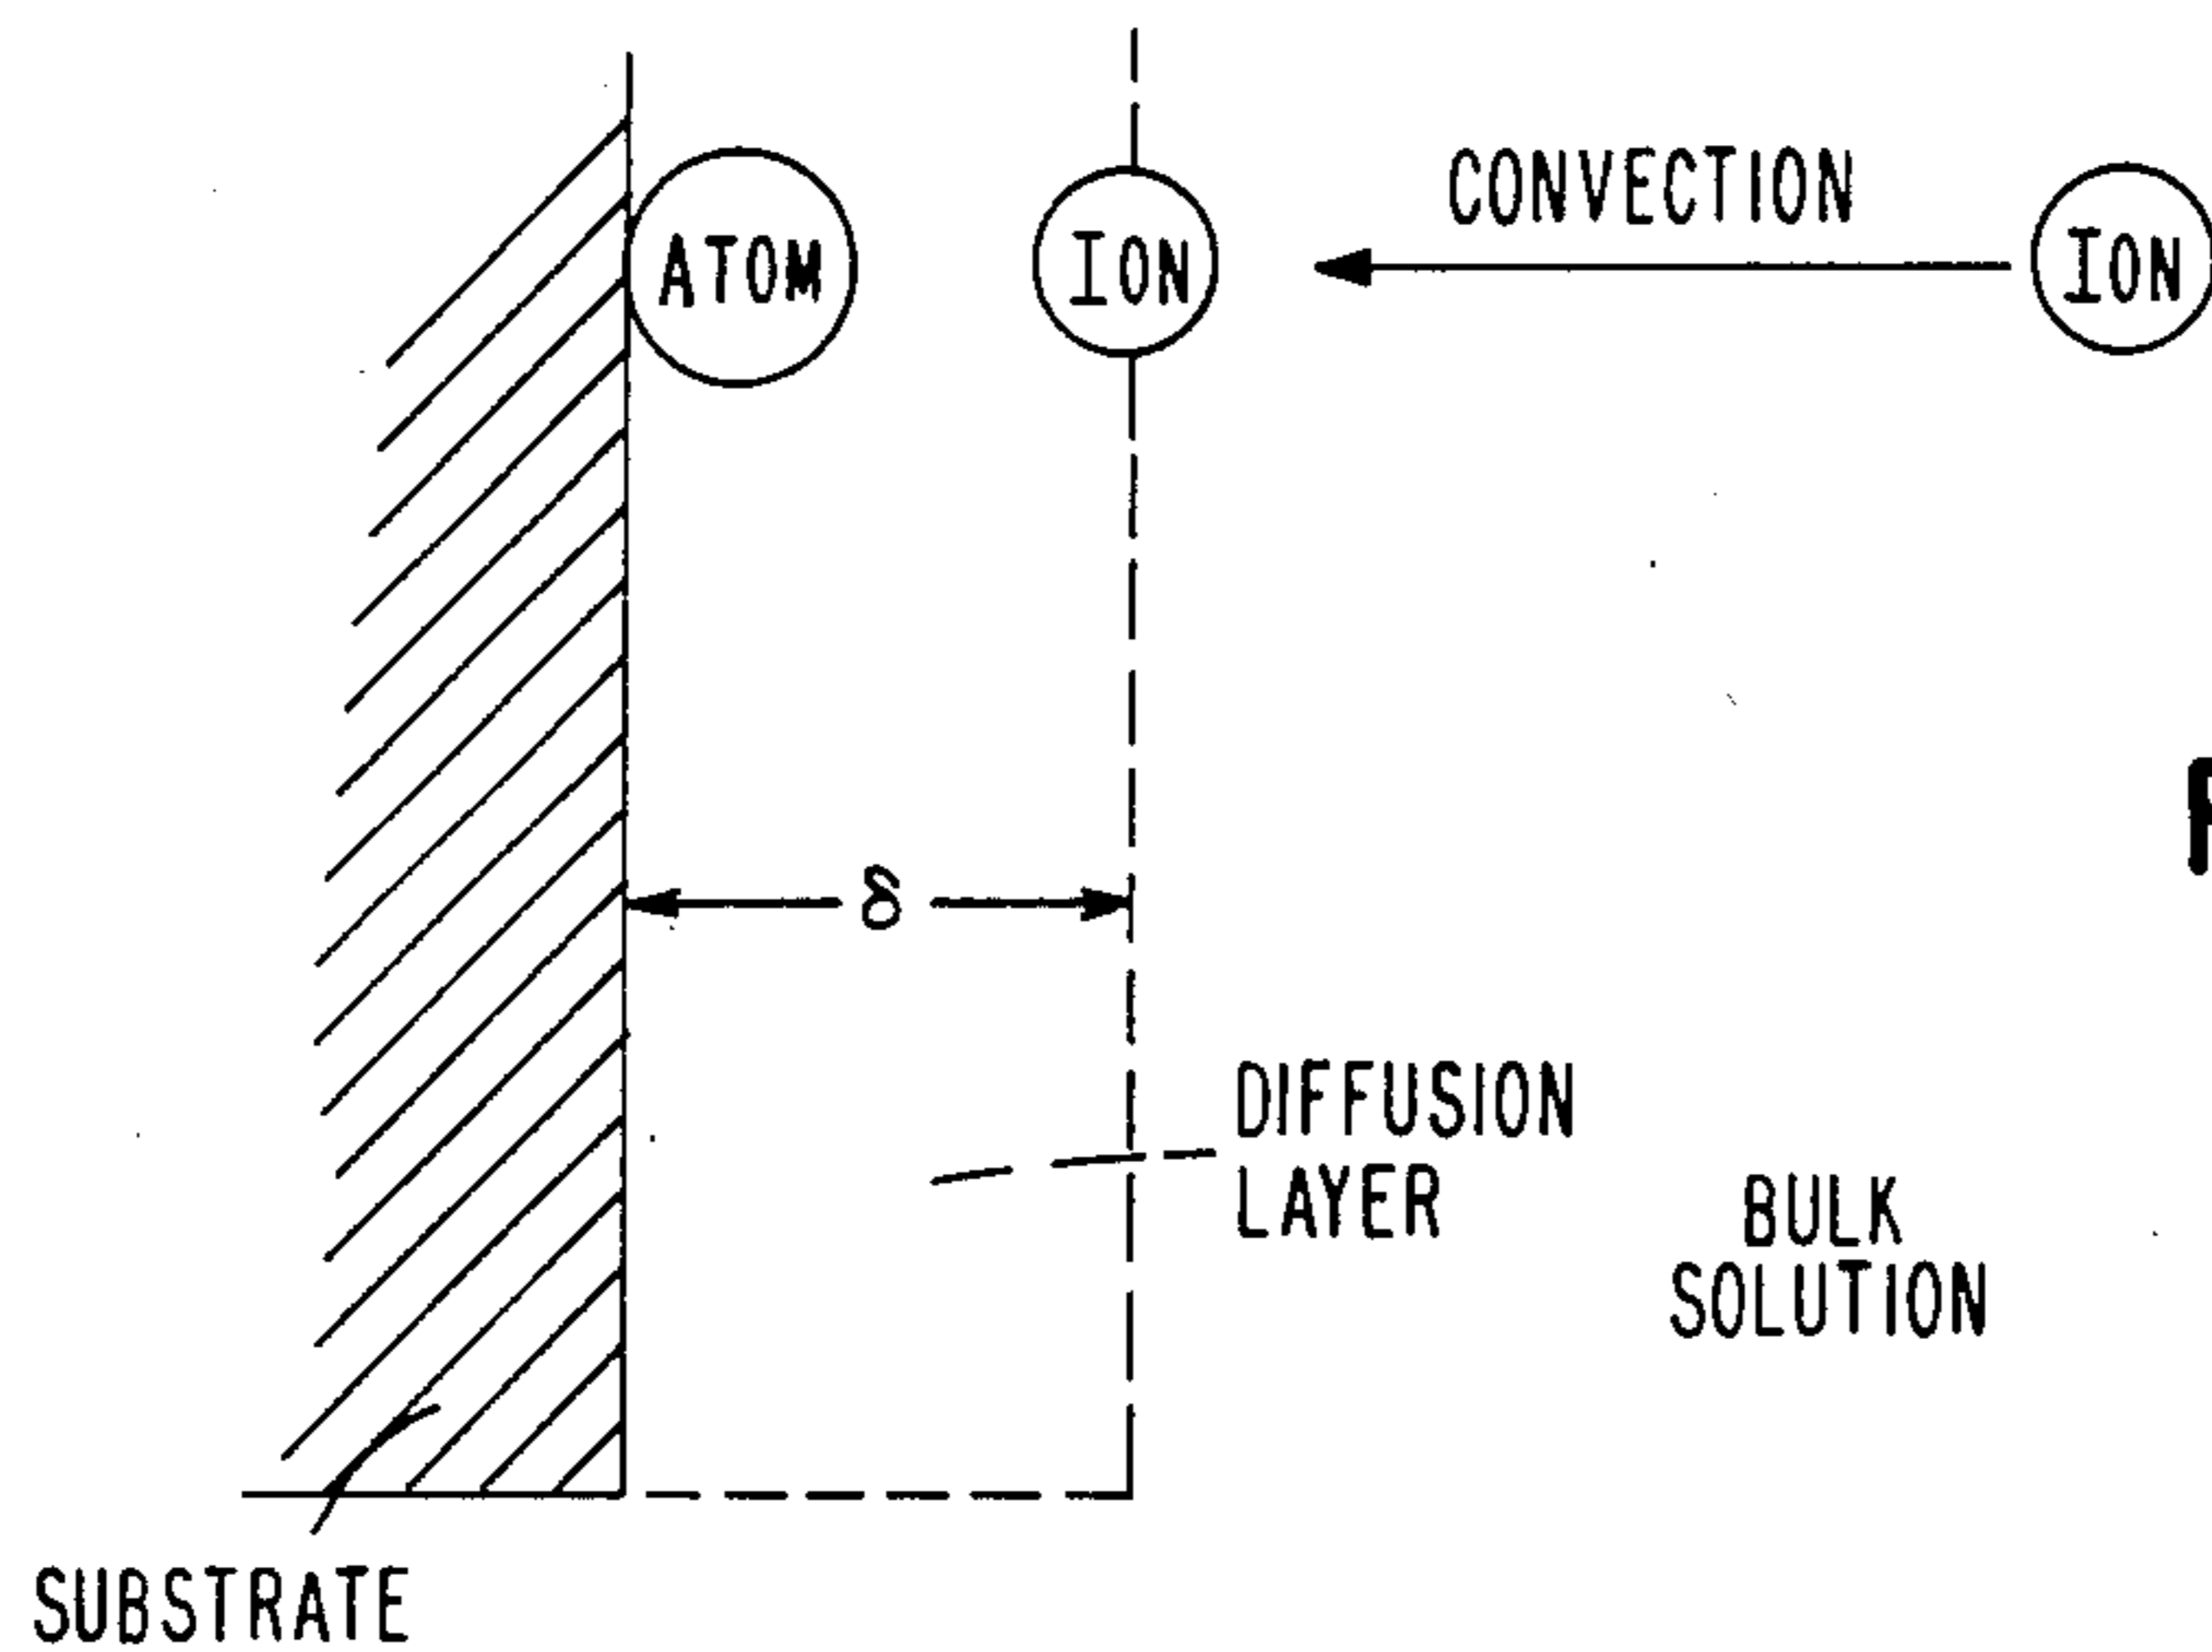 CONVECTION
ATOM
ION
ION
δ
DIFFUSION
LAYER
BULK
SOLUTION
SUBSTRATE